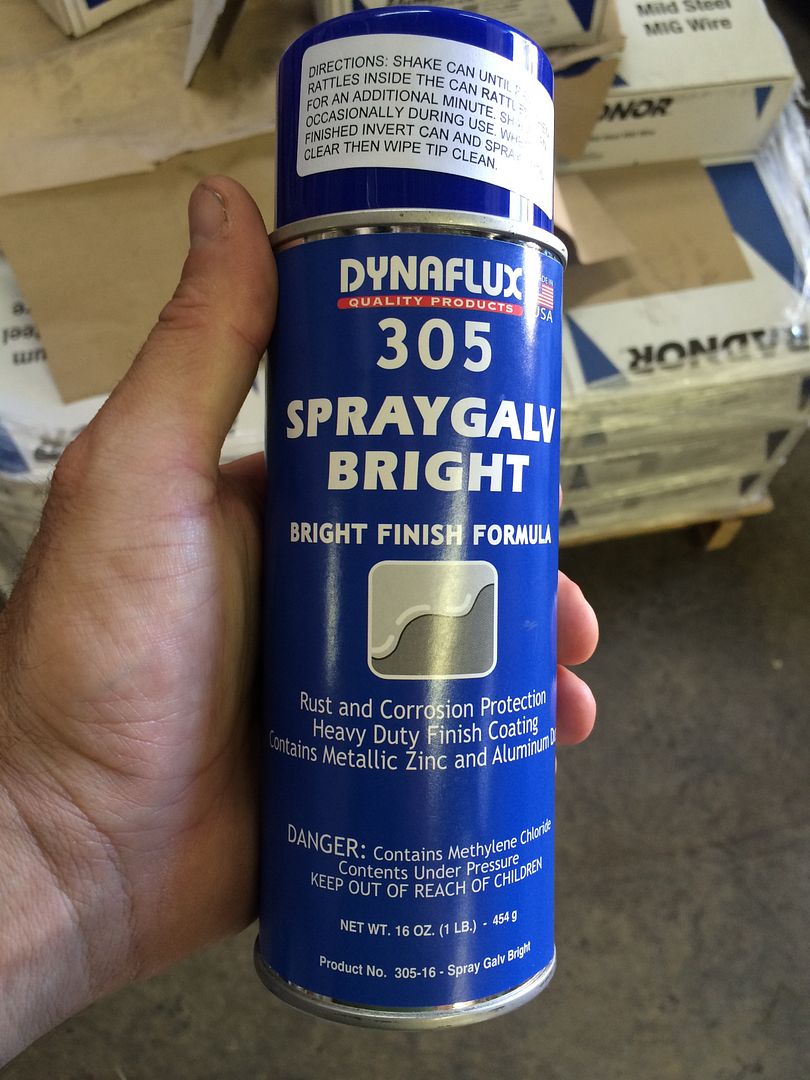 Mild Steel
MIG Wire
DIRECTIONS: SHAKE CAN UNTIL
RATTLES INSIDE THE CAN
FOR AN ADDITIONAL MINUTE.
OCCASIONALLY DURING USE.
FINISHED INVERT CAN AND
CLEAR THEN WIPE TIP CLEAN.
DYNAFLUX
QUALITY PRODUCTS
USA
305
SPRAYGALV
BRIGHT
BRIGHT FINISH FORMULA
Rust and Corrosion Protection
Heavy Duty Finish Coating
Contains Metallic Zinc and Aluminum
DANGER: Contains Methylene Chloride
Contents Under Pressure
KEEP OUT OF REACH OF CHILDREN
NET WT. 16 OZ. (1 LB.) - 454 g
Product No. 305-16 - Spray Galv Bright
RADNOR